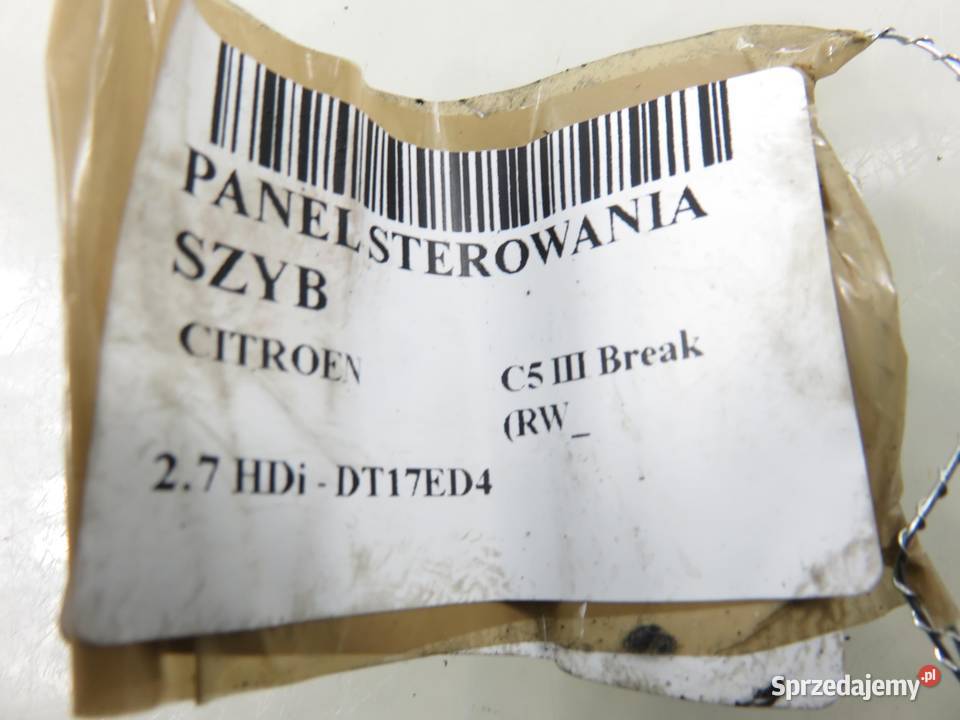 PANEL STEROWANIA
SZYB
CITROEN
C5 III Break
(RW_
2.7 HDi - DT17ED4
Sprzedajemy.pl